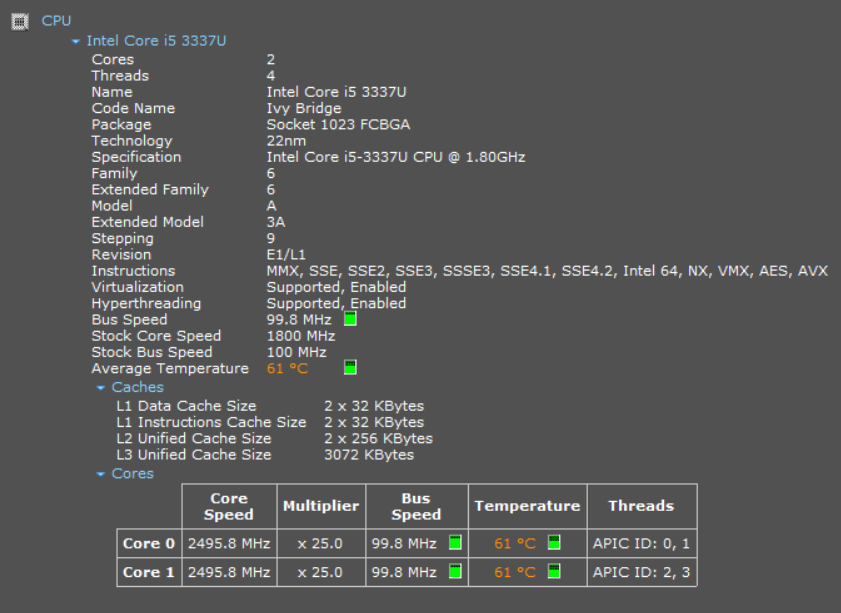 CPU
Intel Core i5 3337U
Cores 2
Threads 4
Name Intel Core i5 3337U
Code Name Ivy Bridge
Package Socket 1023 FCBGA
Technology 22nm
Specification Intel Core i5-3337U CPU @ 1.80GHz
Family 6
Extended Family 6
Model A
Extended Model 3A
Stepping 9
Revision E1/L1
Instructions MMX, SSE, SSE2, SSE3, SSSE3, SSE4.1, SSE4.2, Intel 64, NX, VMX, AES, AVX
Virtualization Supported, Enabled
Hyperthreading Supported, Enabled
Bus Speed 99.8 MHz
Stock Core Speed 1800 MHz
Stock Bus Speed 100 MHz
Average Temperature 61 °C
Caches
L1 Data Cache Size 2 x 32 KBytes
L1 Instructions Cache Size 2 x 32 KBytes
L2 Unified Cache Size 2 x 256 KBytes
L3 Unified Cache Size 3072 KBytes
Cores
Core Speed Multiplier Bus Speed Temperature Threads
Core 0 2495.8 MHz x 25.0 99.8 MHz 61 °C APIC ID: 0, 1
Core 1 2495.8 MHz x 25.0 99.8 MHz 61 °C APIC ID: 2, 3